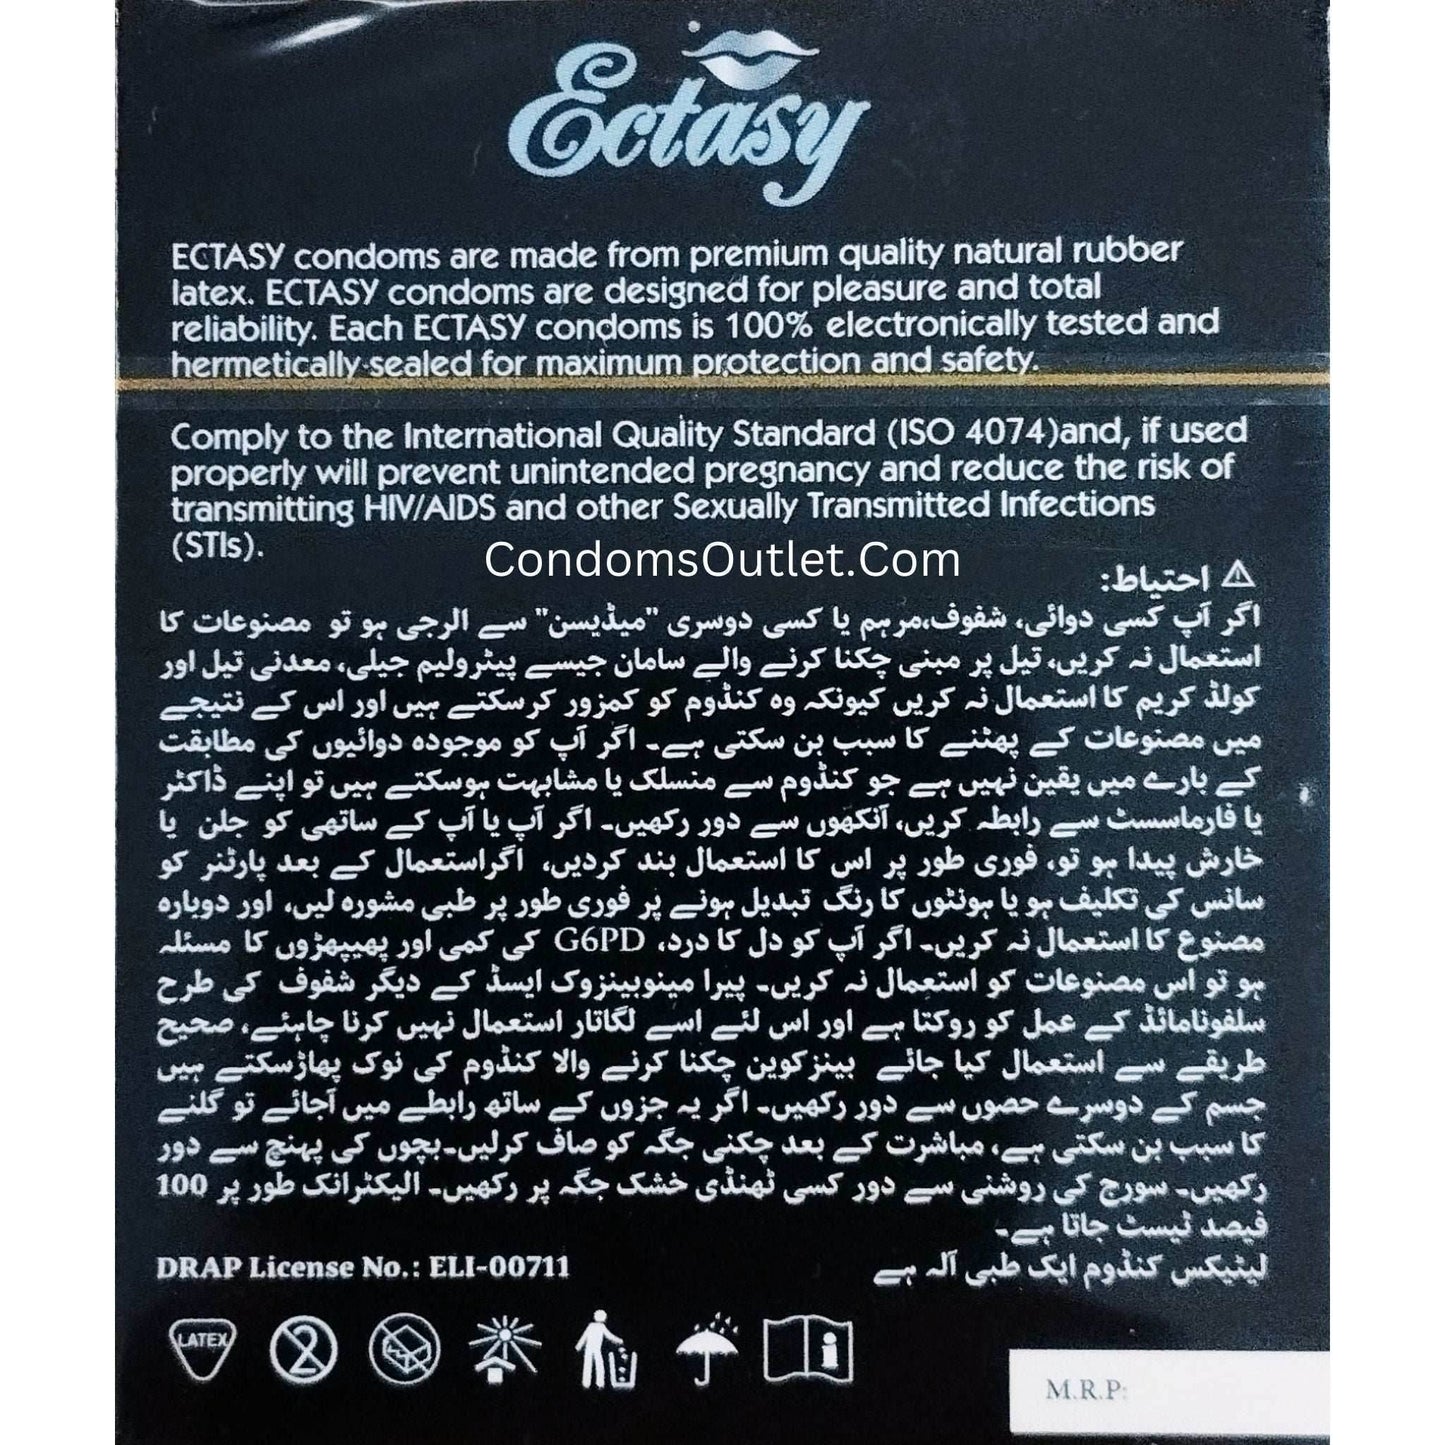 Ectasy
ECTASY condoms are made from premium quality natural rubber
latex. ECTASY condoms are designed for pleasure and total
reliability. Each ECTASY condoms is 100% electronically tested and
hermetically-sealed for maximum protection and safety.
Comply to the International Quality Standard (ISO 4074)and, if used
properly will prevent unintended pregnancy and reduce the risk of
transmitting HIV/AIDS and other Sexually Transmitted Infections
(STIs).
CondomsOutlet.Com
⚠ احتیاط:
اگر آپ کسی دوائی، شفوف،مرہم یا کسی دوسری "میڈیسن" سے الرجی ہو تو مصنوعات کا
استعمال نہ کریں، تیل پر مبنی چکنا کرنے والے سامان جیسے پیٹرولیم جیلی، معدنی تیل اور
کولڈ کریم کا استعمال نہ کریں کیونکہ وہ کنڈوم کو کمزور کرسکتے ہیں اور اس کے نتیجے
میں مصنوعات کے پھٹنے کا سبب بن سکتی ہے۔ اگر آپ کو موجودہ دوائیوں کی مطابقت
کے بارے میں یقین نہیں ہے جو کنڈوم سے منسلک یا مشابہت ہوسکتے ہیں تو اپنے ڈاکٹر
یا فارماسسٹ سے رابطہ کریں، آنکھوں سے دور رکھیں۔ اگر آپ یا آپ کے ساتھی کو جلن یا
خارش پیدا ہو تو، فوری طور پر اس کا استعمال بند کردیں، اگراستعمال کے بعد پارٹنر کو
سانس کی تکلیف ہو یا ہونٹوں کا رنگ تبدیل ہونے پر فوری طور پر طبی مشورہ لیں، اور دوبارہ
مصنوع کا استعمال نہ کریں۔ اگر آپ کو دل کا درد، G6PD کی کمی اور پھیپھڑوں کا مسئلہ
ہو تو اس مصنوعات کو استعمال نہ کریں۔ پیرا مینوبینزوک ایسڈ کے دیگر شفوف کی طرح
سلفونامائڈ کے عمل کو روکتا ہے اور اس لئے اسے لگاتار استعمال نہیں کرنا چاہئے، صحیح
طریقے سے استعمال کیا جائے بینزکوین چکنا کرنے والا کنڈوم کی نوک پھاڑسکتے ہیں
جسم کے دوسرے حصوں سے دور رکھیں۔ اگر یہ جزوں کے ساتھ رابطے میں آجائے تو گلنے
کا سبب بن سکتی ہے، مباشرت کے بعد چکنی جگہ کو صاف کرلیں۔بچوں کی پہنچ سے دور
رکھیں۔ سورج کی روشنی سے دور کسی ٹھنڈی خشک جگہ پر رکھیں۔ الیکٹرانک طور پر 100
فیصد ٹیسٹ جاتا ہے۔
لیٹیکس کنڈوم ایک طبی آلہ ہے
DRAP License No.: ELI-00711
LATEX
2
i
M.R.P: